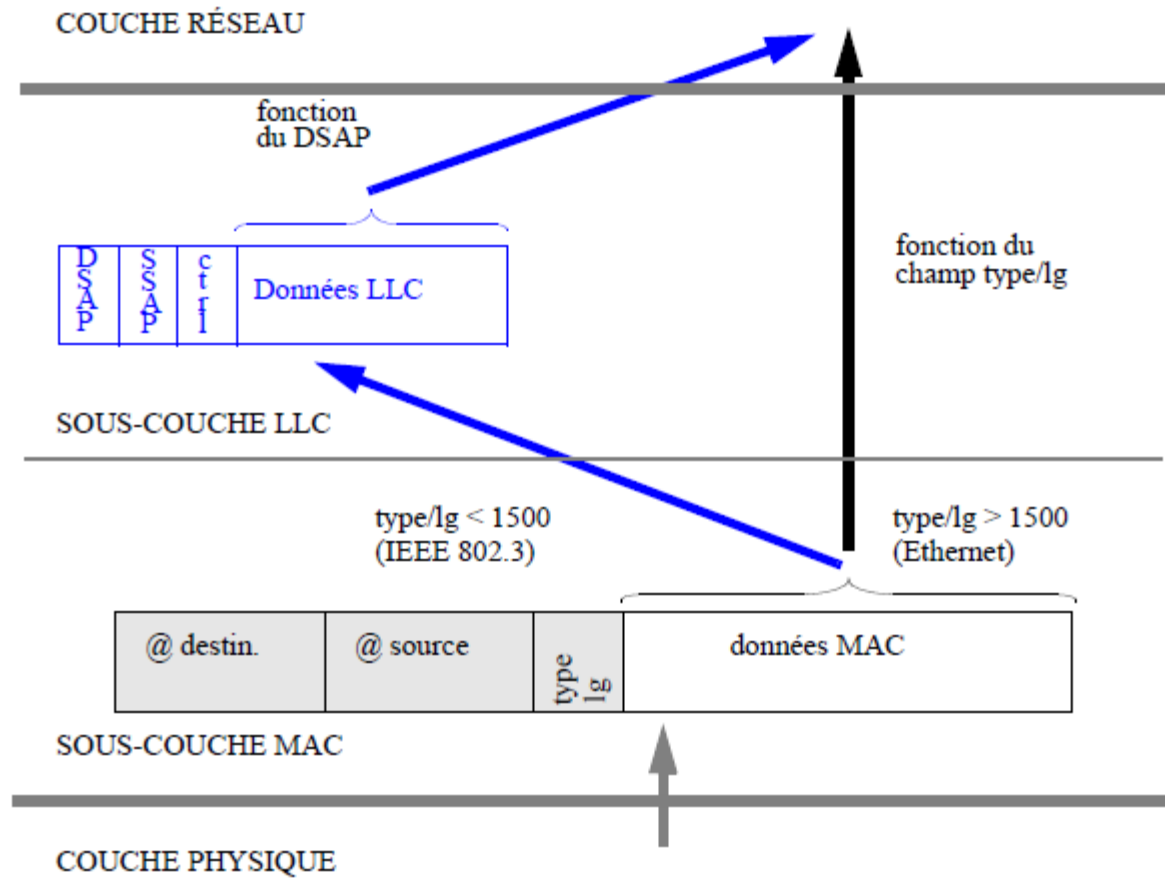 COUCHE RÉSEAU
fonction
du DSAP
DSAP
SSAP
ctrl
Données LLC
fonction du
champ type/lg
SOUS-COUCHE LLC
type/lg < 1500
(IEEE 802.3)
type/lg > 1500
(Ethernet)
@ destin.
@ source
type
lg
données MAC
SOUS-COUCHE MAC
COUCHE PHYSIQUE